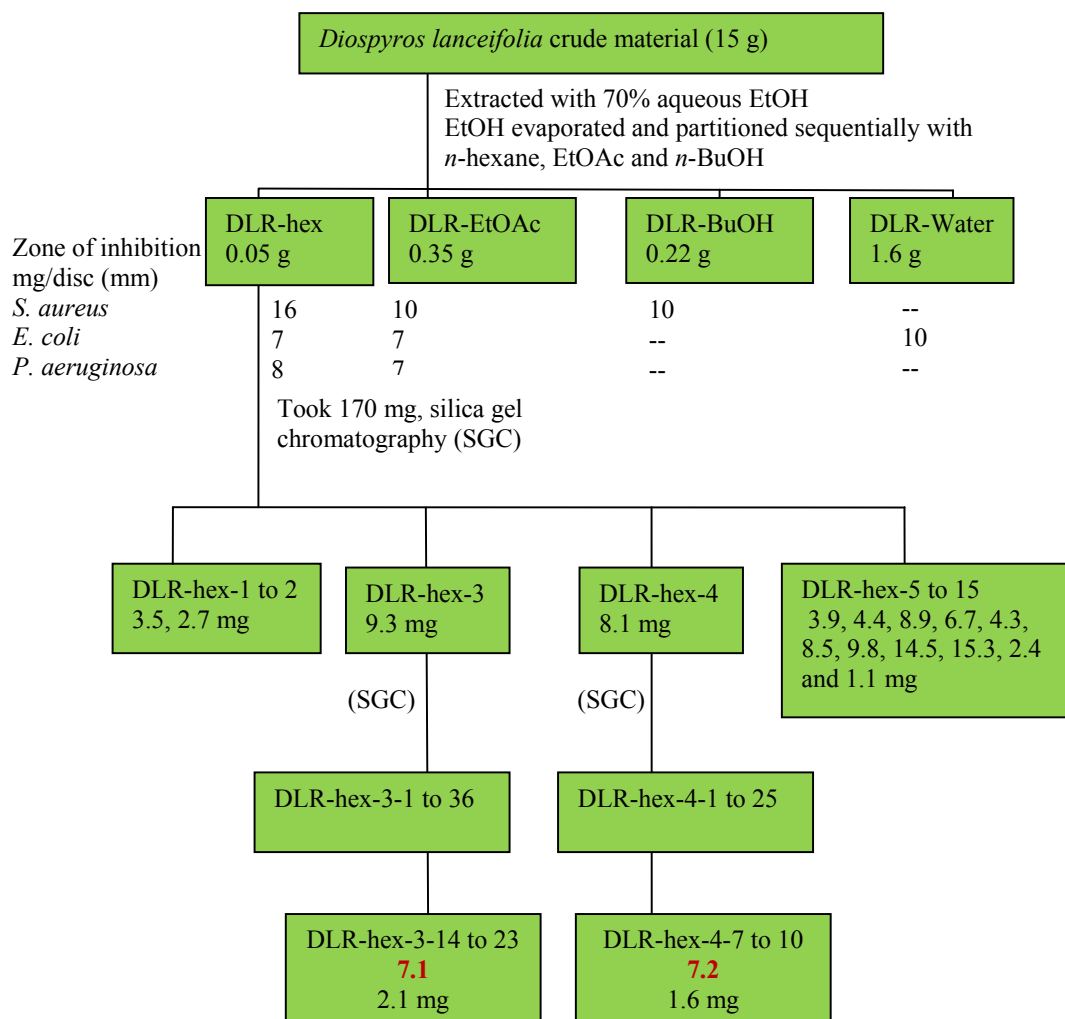 Diospyros lanceifolia crude material (15 g)
Extracted with 70% aqueous EtOH
EtOH evaporated and partitioned sequentially with
n-hexane, EtOAc and n-BuOH
DLR-hex
0.05 g
DLR-EtOAc
0.35 g
DLR-BuOH
0.22 g
DLR-Water
1.6 g
Zone of inhibition
mg/disc (mm)
S. aureus 16 10 10 --
E. coli 7 7 -- 10
P. aeruginosa 8 7 -- --
Took 170 mg, silica gel
chromatography (SGC)
DLR-hex-1 to 2
3.5, 2.7 mg
DLR-hex-3
9.3 mg
DLR-hex-4
8.1 mg
DLR-hex-5 to 15
3.9, 4.4, 8.9, 6.7, 4.3,
8.5, 9.8, 14.5, 15.3, 2.4
and 1.1 mg
(SGC)
(SGC)
DLR-hex-3-1 to 36
DLR-hex-4-1 to 25
DLR-hex-3-14 to 23
7.1
2.1 mg
DLR-hex-4-7 to 10
7.2
1.6 mg